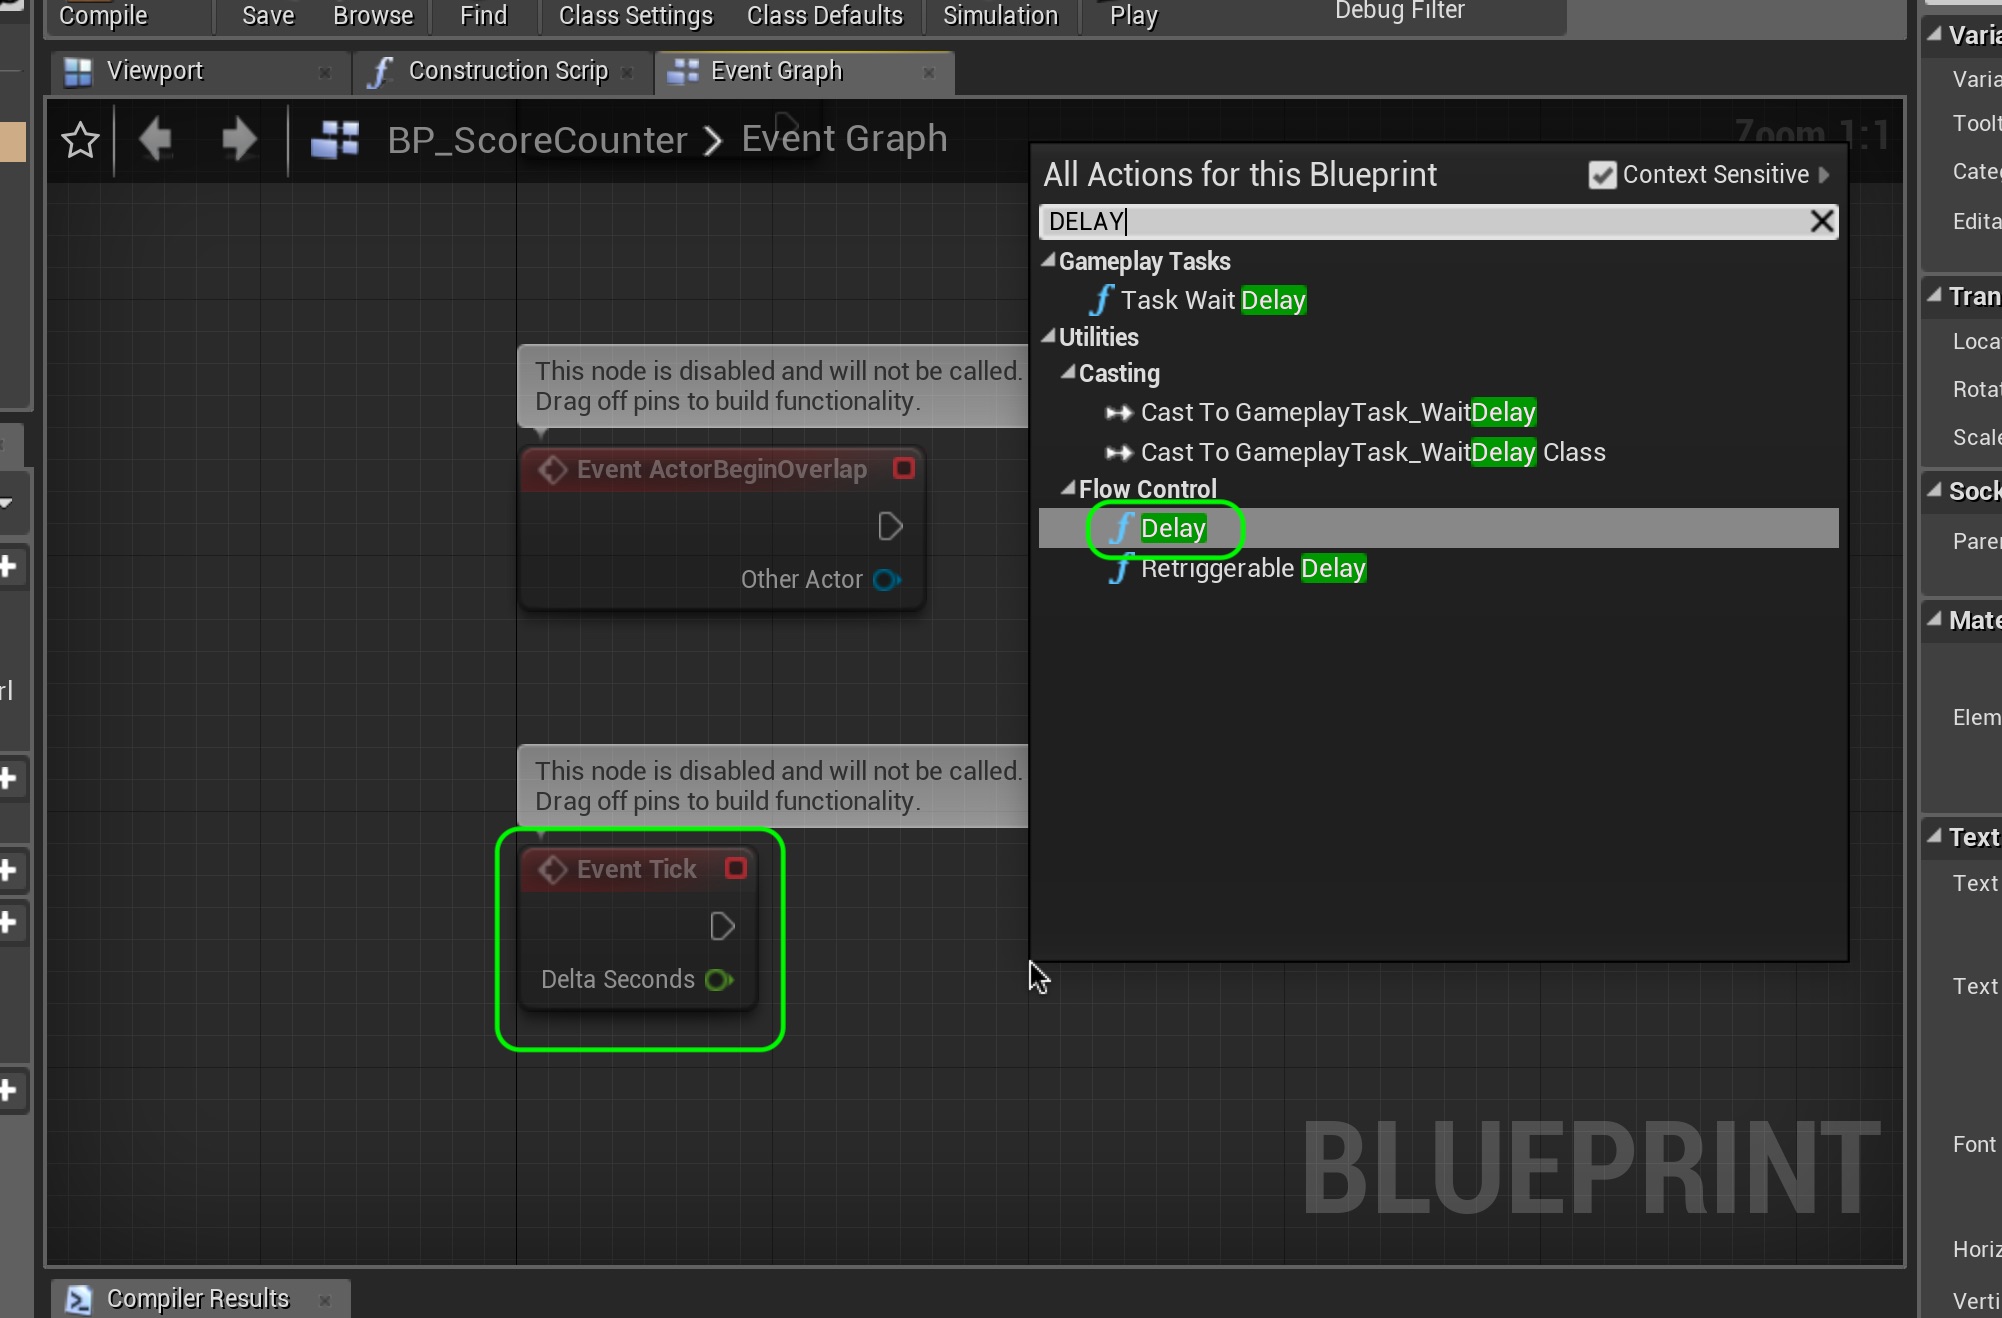 Compile Save Browse Find Class Settings Class Defaults Simulation Play Debug Filter
Viewport Construction Scrip Event Graph
BP_ScoreCounter > Event Graph
Zoom 1:1
All Actions for this Blueprint Context Sensitive
DELAY
Gameplay Tasks
Task Wait Delay
Utilities
Casting
Cast To GameplayTask_WaitDelay
Cast To GameplayTask_WaitDelay Class
Flow Control
Delay
Retriggerable Delay
This node is disabled and will not be called.
Drag off pins to build functionality.
Event ActorBeginOverlap
Other Actor
This node is disabled and will not be called.
Drag off pins to build functionality.
Event Tick
Delta Seconds
BLUEPRINT
Compiler Results
rl
Varia
Varia
Toolt
Cate
Edita
Tran
Loca
Rotat
Scale
Sock
Pare
Mate
Elem
Text
Text
Text
Font
Horiz
Verti